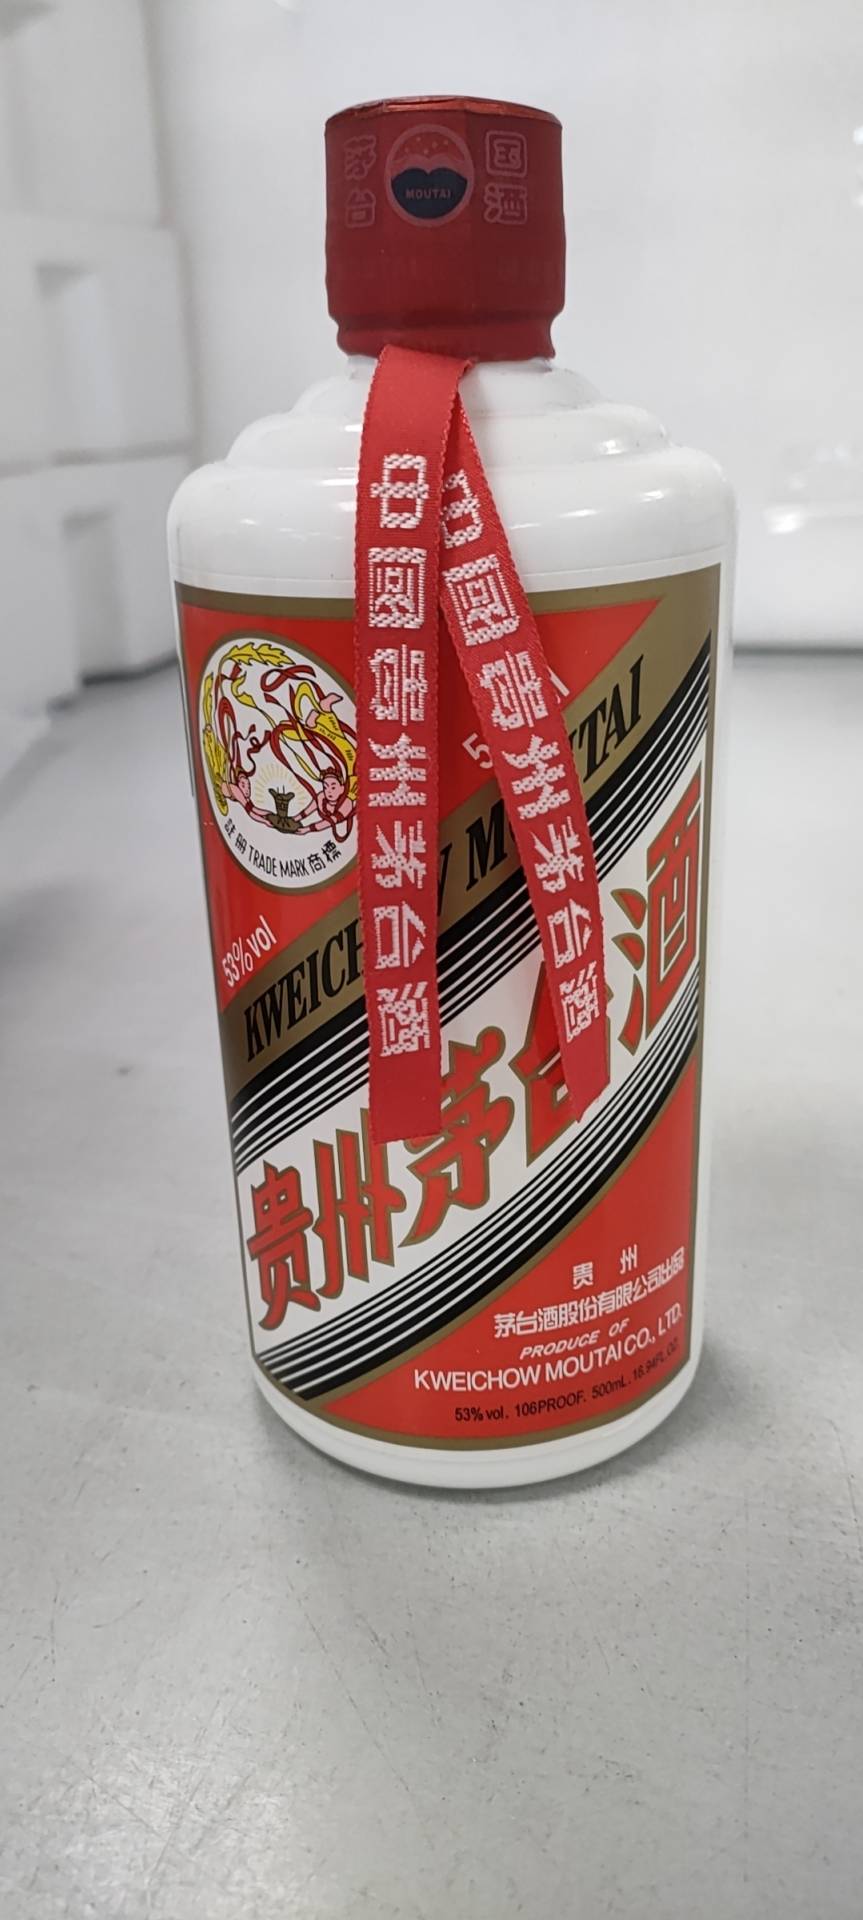 国酒
茅台
MOUTAI
中國贵州茅台酒
中國贵州茅台酒
註册 TRADE MARK 商標
53%vol
KWEICHOW MOUTAI
贵州茅台酒
贵州
茅台酒股份有限公司出品
PRODUCE OF
KWEICHOW MOUTAI CO., LTD.
53% vol. 106PROOF. 500mL. 16.94FL.OZ.